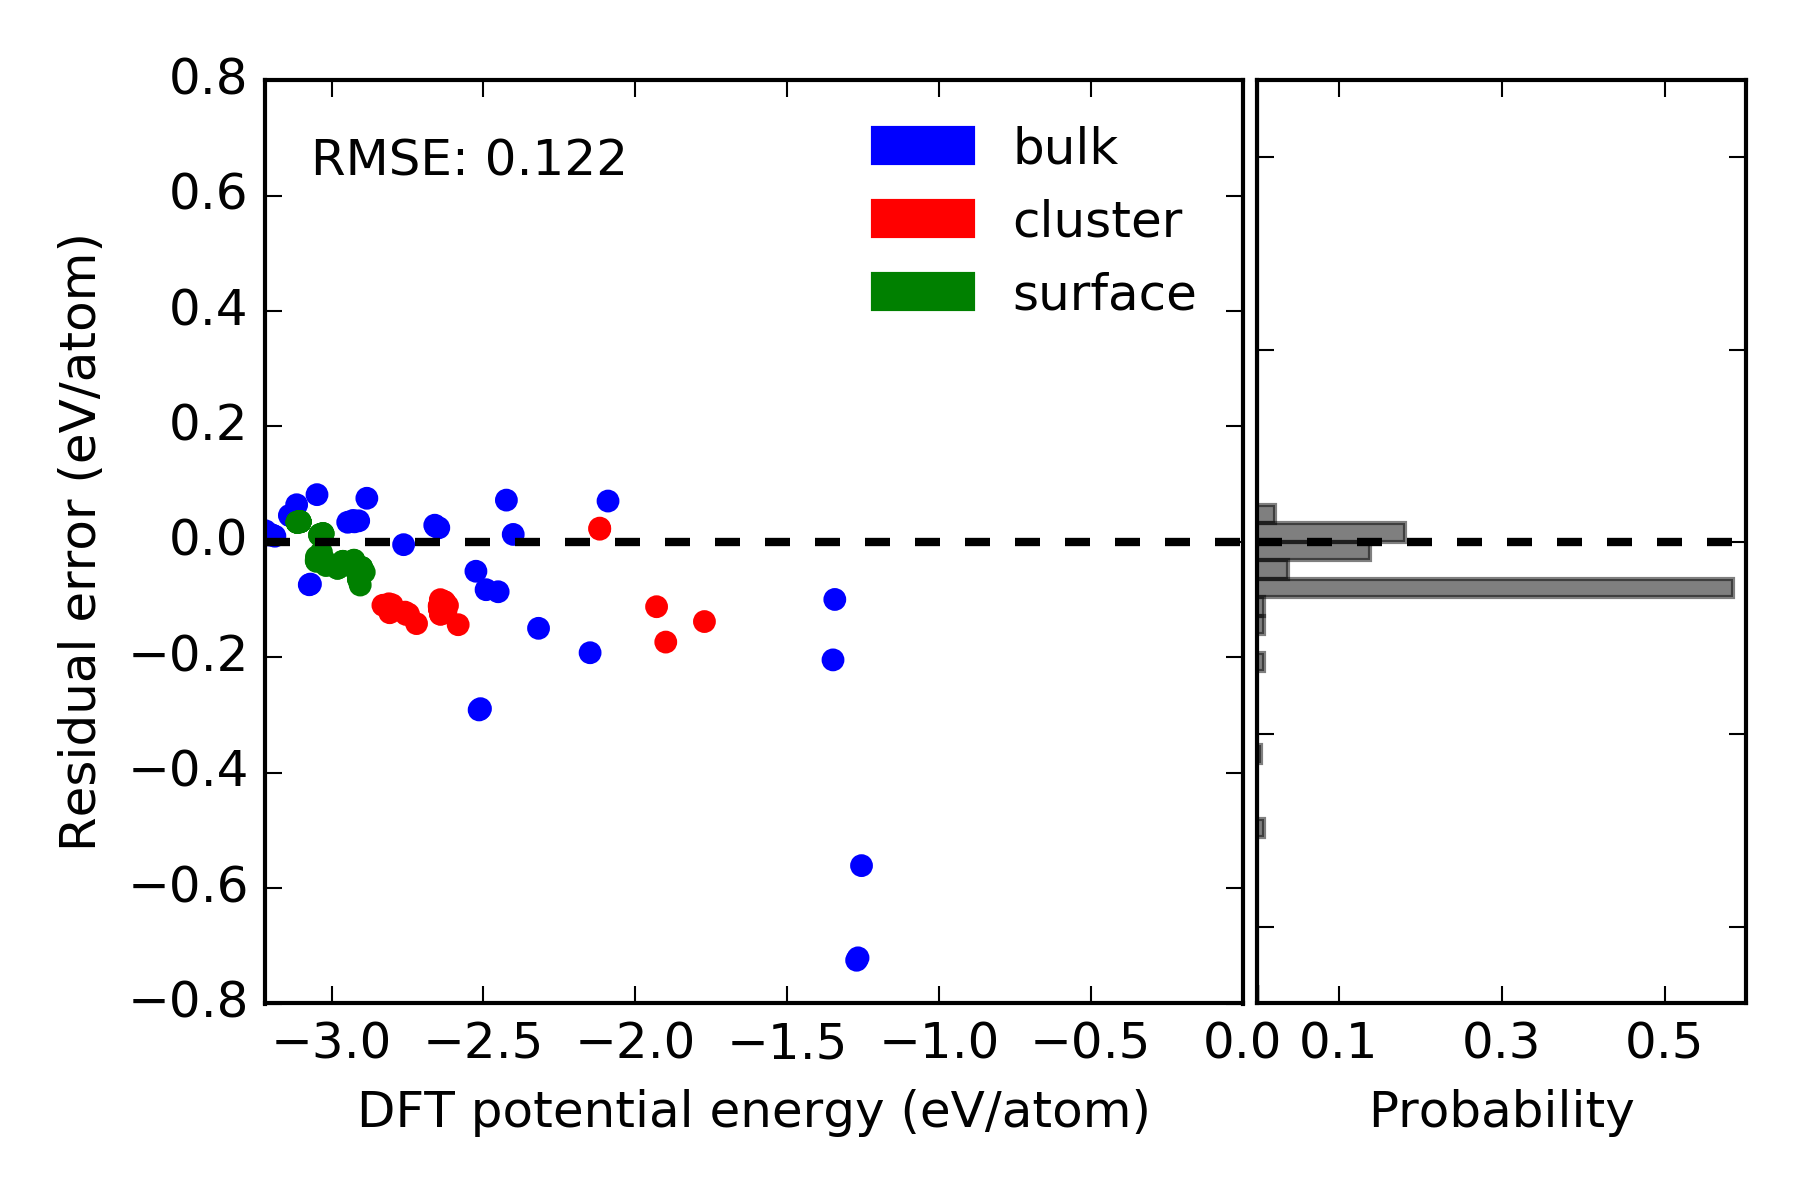 0.8
0.6
0.4
0.2
0.0
−0.2
−0.4
−0.6
−0.8
Residual error (eV/atom)
RMSE: 0.122
bulk
cluster
surface
−3.0 −2.5 −2.0 −1.5 −1.0 −0.5 0.0
DFT potential energy (eV/atom)
0.1 0.3 0.5
Probability